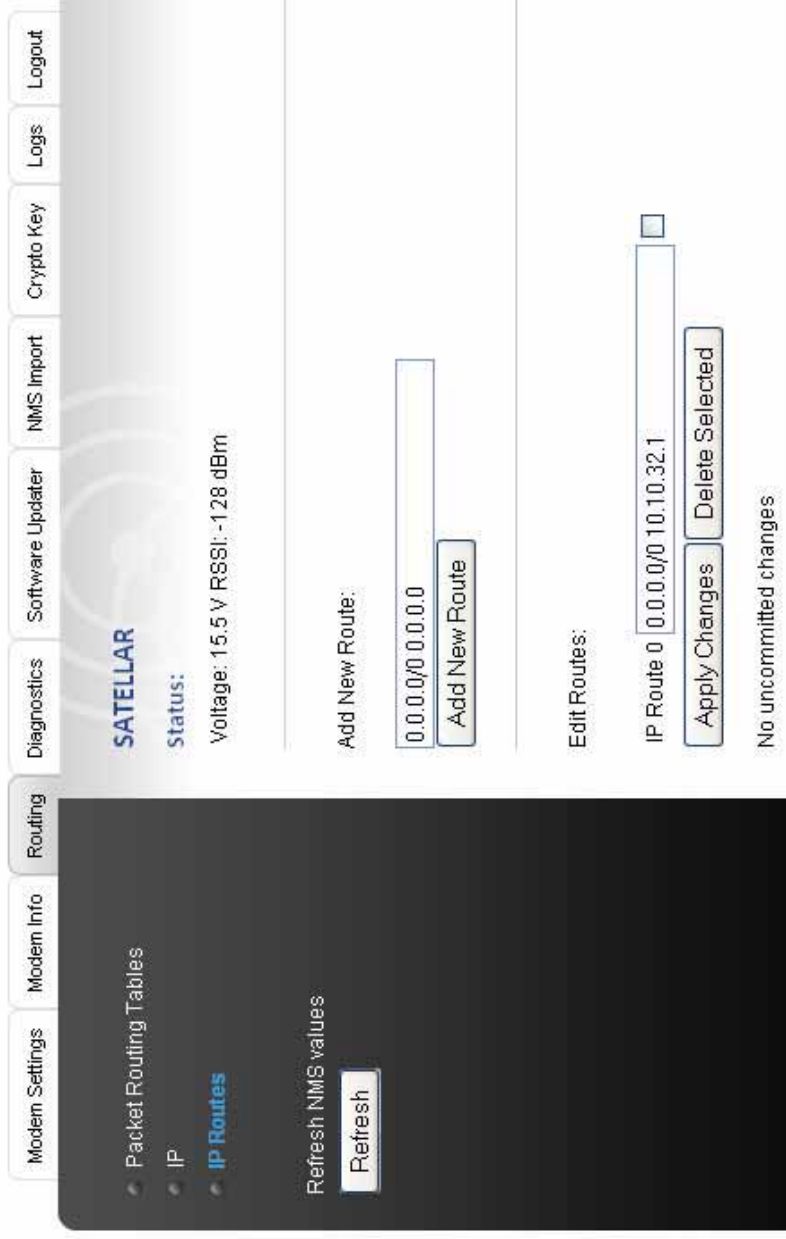 Modem Settings
Modem Info
Routing
Diagnostics
Software Updater
NMS Import
Crypto Key
Logs
Logout
Packet Routing Tables
IP
IP Routes
Refresh NMS values
Refresh
SATELLAR
Status:
Voltage: 15.5 V RSSI: -128 dBm
Add New Route:
0.0.0.0/0 0.0.0.0
Add New Route
Edit Routes:
IP Route 0 0.0.0.0/0 10.10.32.1
Apply Changes Delete Selected
No uncommitted changes